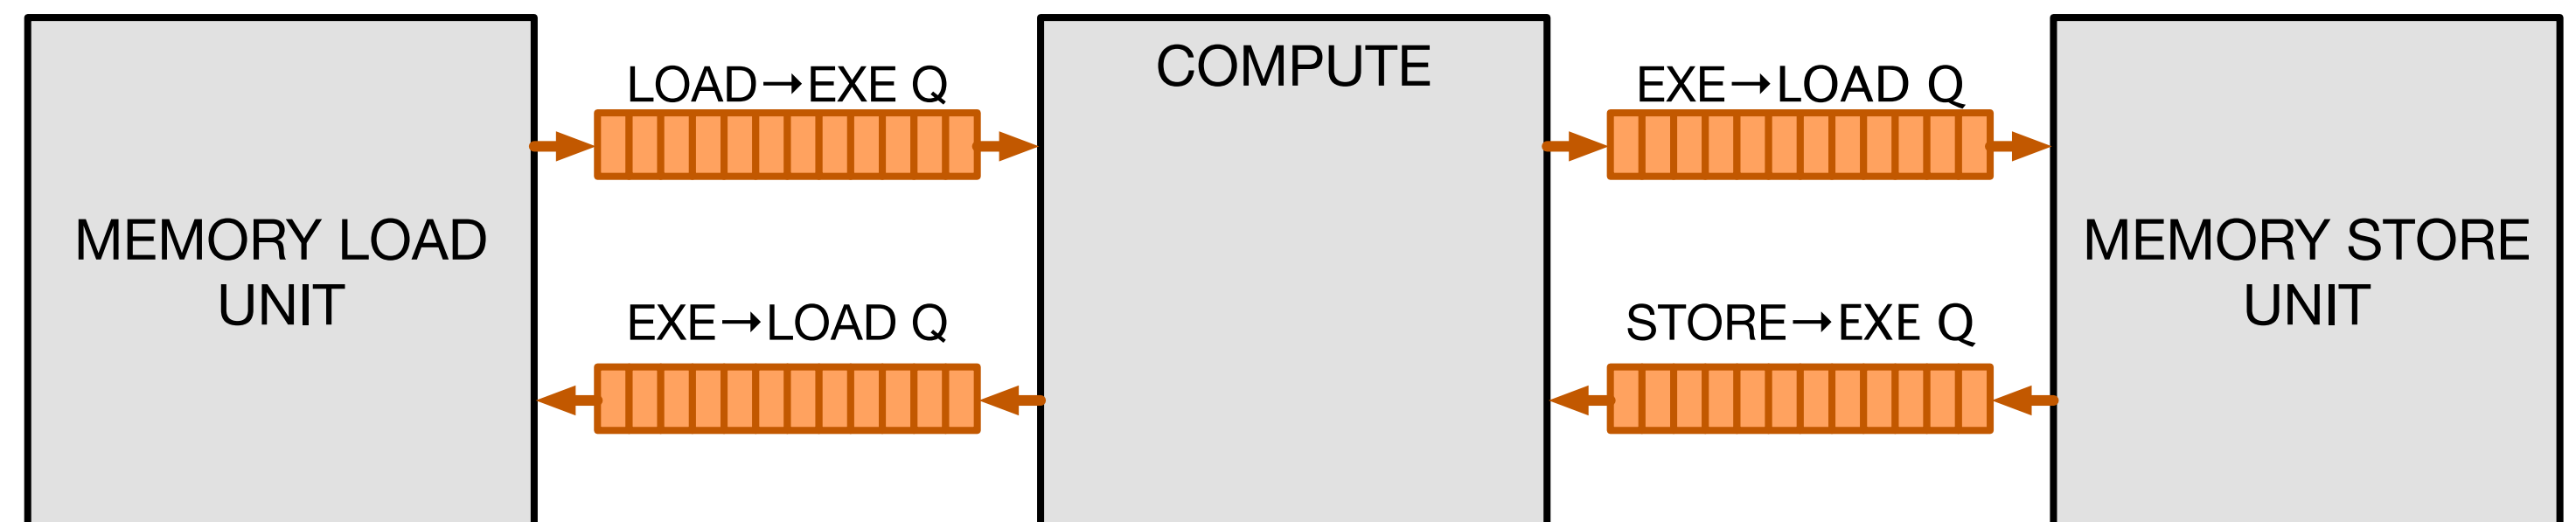 COMPUTE
LOAD→EXE Q
EXE→LOAD Q
MEMORY LOAD
UNIT
MEMORY STORE
UNIT
EXE→LOAD Q
STORE→EXE Q